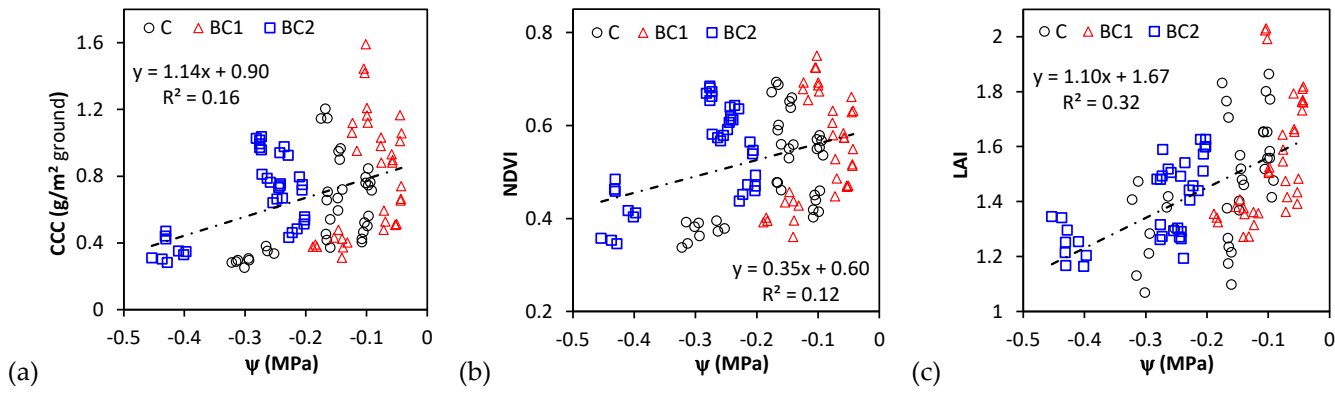 C BC1 BC2
y = 1.14x + 0.90
R² = 0.16
CCC (g/m² ground)
1.6
1.2
0.8
0.4
0
-0.5 -0.4 -0.3 -0.2 -0.1 0
ψ (MPa)
(a)
C BC1 BC2
y = 0.35x + 0.60
R² = 0.12
NDVI
0.8
0.6
0.4
0.2
-0.5 -0.4 -0.3 -0.2 -0.1 0
ψ (MPa)
(b)
C BC1 BC2
y = 1.10x + 1.67
R² = 0.32
LAI
2
1.8
1.6
1.4
1.2
1
-0.5 -0.4 -0.3 -0.2 -0.1 0
ψ (MPa)
(c)